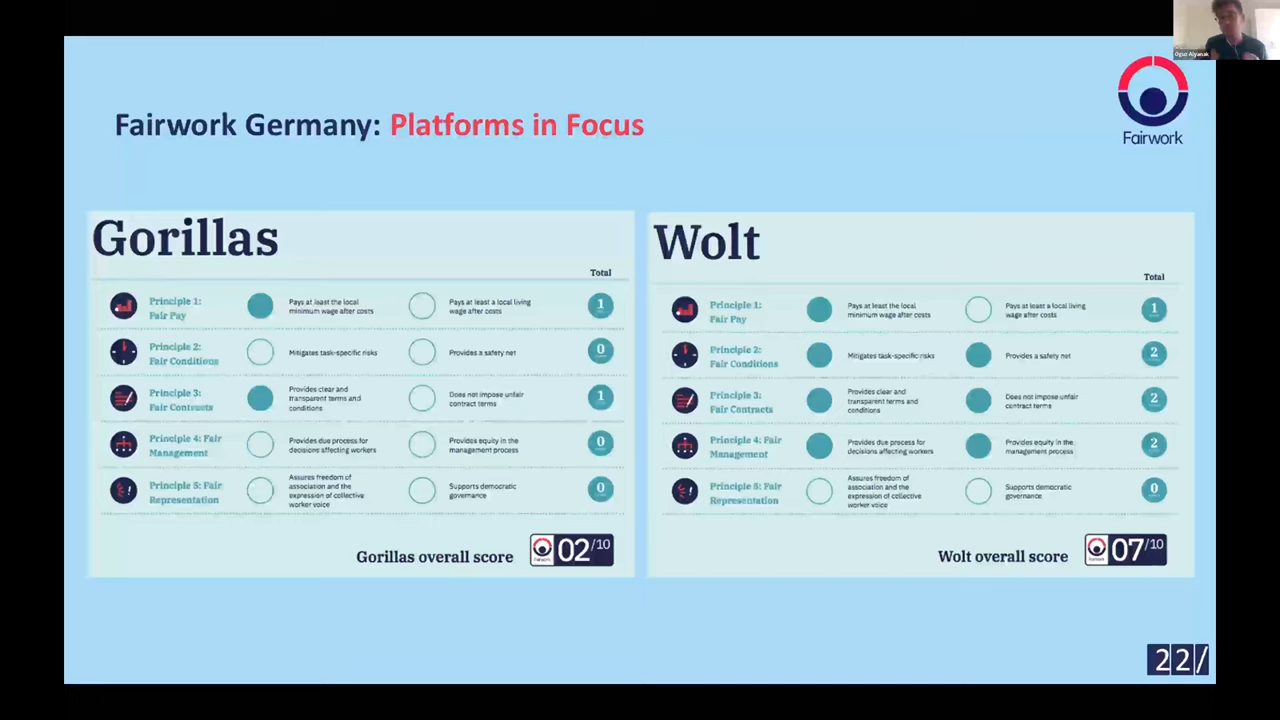 Oguz Alyanak
Fairwork
Fairwork Germany: Platforms in Focus
Gorillas
Total
Principle 1:
Fair Pay
Pays at least the local
minimum wage after costs
Pays at least a local living
wage after costs
1
Principle 2:
Fair Conditions
Mitigates task-specific risks
Provides a safety net
0
Principle 3:
Fair Contracts
Provides clear and
transparent terms and
conditions
Does not impose unfair
contract terms
1
Principle 4: Fair
Management
Provides due process for
decisions affecting workers
Provides equity in the
management process
0
Principle 5: Fair
Representation
Assures freedom of
association and the
expression of collective
worker voice
Supports democratic
governance
0
Gorillas overall score
02/10
Wolt
Total
Principle 1:
Fair Pay
Pays at least the local
minimum wage after costs
Pays at least a local living
wage after costs
1
Principle 2:
Fair Conditions
Mitigates task-specific risks
Provides a safety net
2
Principle 3:
Fair Contracts
Provides clear and
transparent terms and
conditions
Does not impose unfair
contract terms
2
Principle 4: Fair
Management
Provides due process for
decisions affecting workers
Provides equity in the
management process
2
Principle 5: Fair
Representation
Assures freedom of
association and the
expression of collective
worker voice
Supports democratic
governance
0
Wolt overall score
07/10
22/